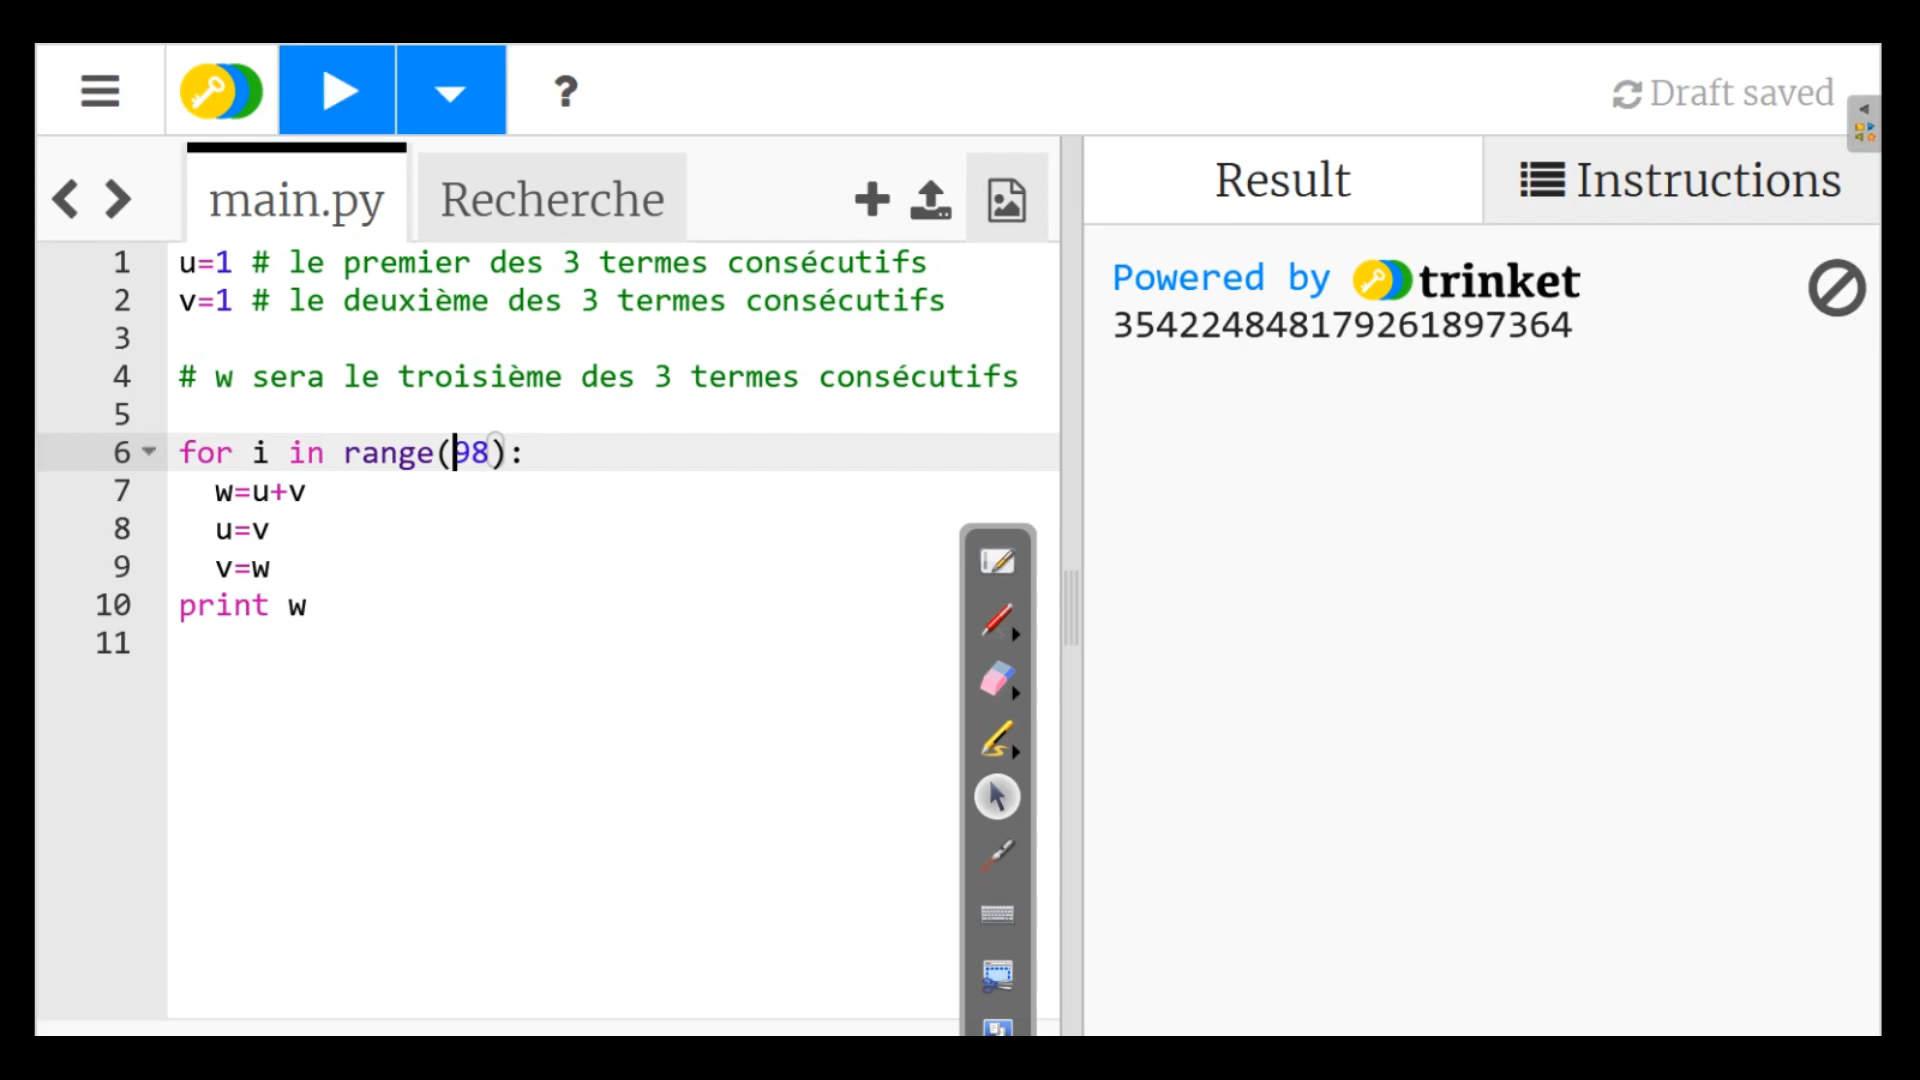 ? Draft saved
main.py Recherche Result Instructions
1 u=1 # le premier des 3 termes consécutifs
2 v=1 # le deuxième des 3 termes consécutifs
3
4 # w sera le troisième des 3 termes consécutifs
5
6 for i in range(98):
7 w=u+v
8 u=v
9 v=w
10 print w
11
Powered by trinket
354224848179261897364